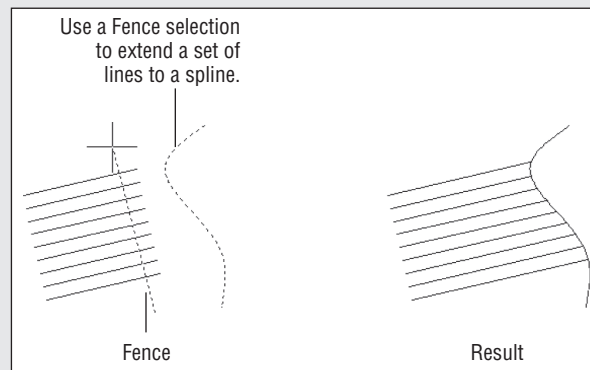 Use a Fence selection
to extend a set of
lines to a spline.
Fence
Result